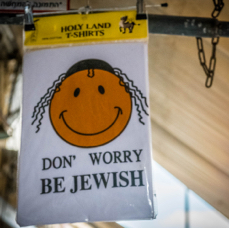 HOLY LAND
T-SHIRTS
DON' WORRY
BE JEWISH